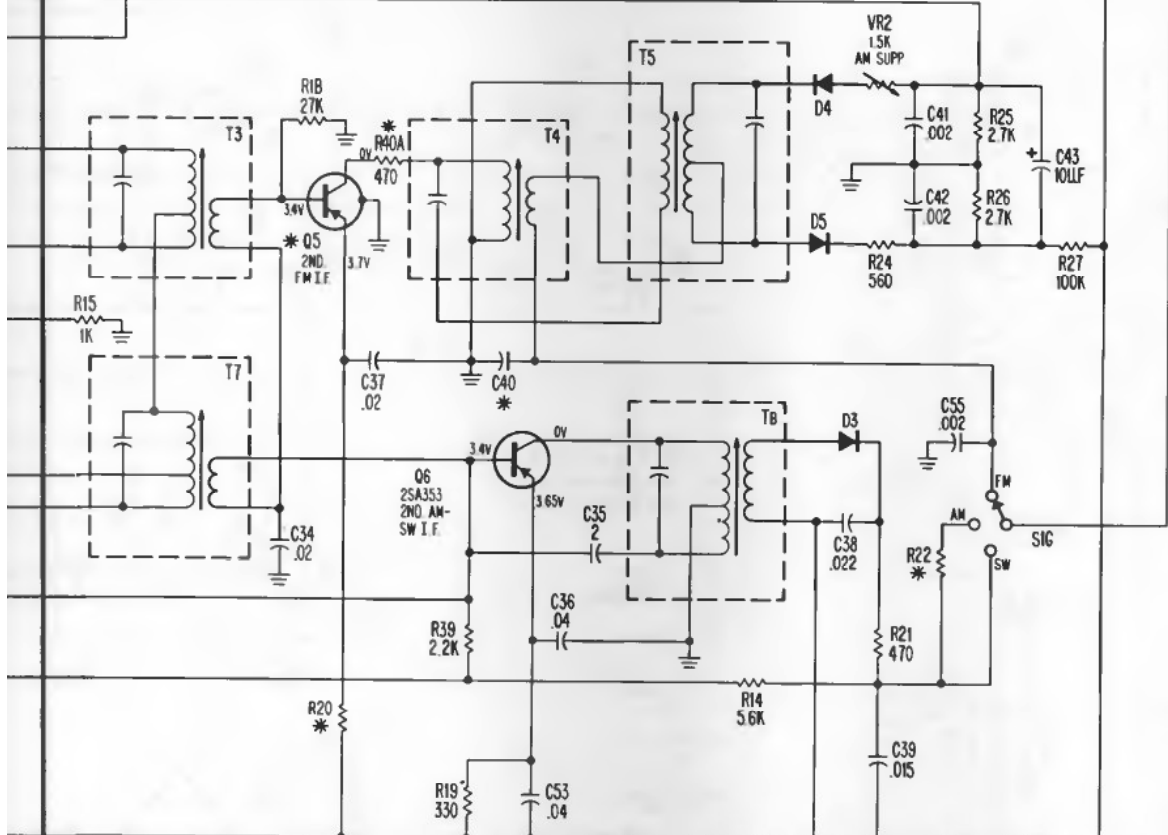 VR2
1.5K
AM SUPP
T5
R18
27K
D4
C41
.002
R25
2.7K
T3
* R40A
470
0V
T4
+
C43
10UF
C42
.002
R26
2.7K
3.4V
* Q5
2ND.
FM I.F.
3.7V
D5
R24
560
R27
100K
R15
1K
T7
C37
.02
C40
*
T8
D3
C55
.002
0V
3.4V
Q6
2SA353
2ND. AM-
SW I.F.
3.65V
FM
AM
S1G
SW
C34
.02
C35
2
C38
.022
R22
*
C36
.04
R39
2.2K
R21
470
R20
*
R14
5.6K
C39
.015
R19
330
C53
.04